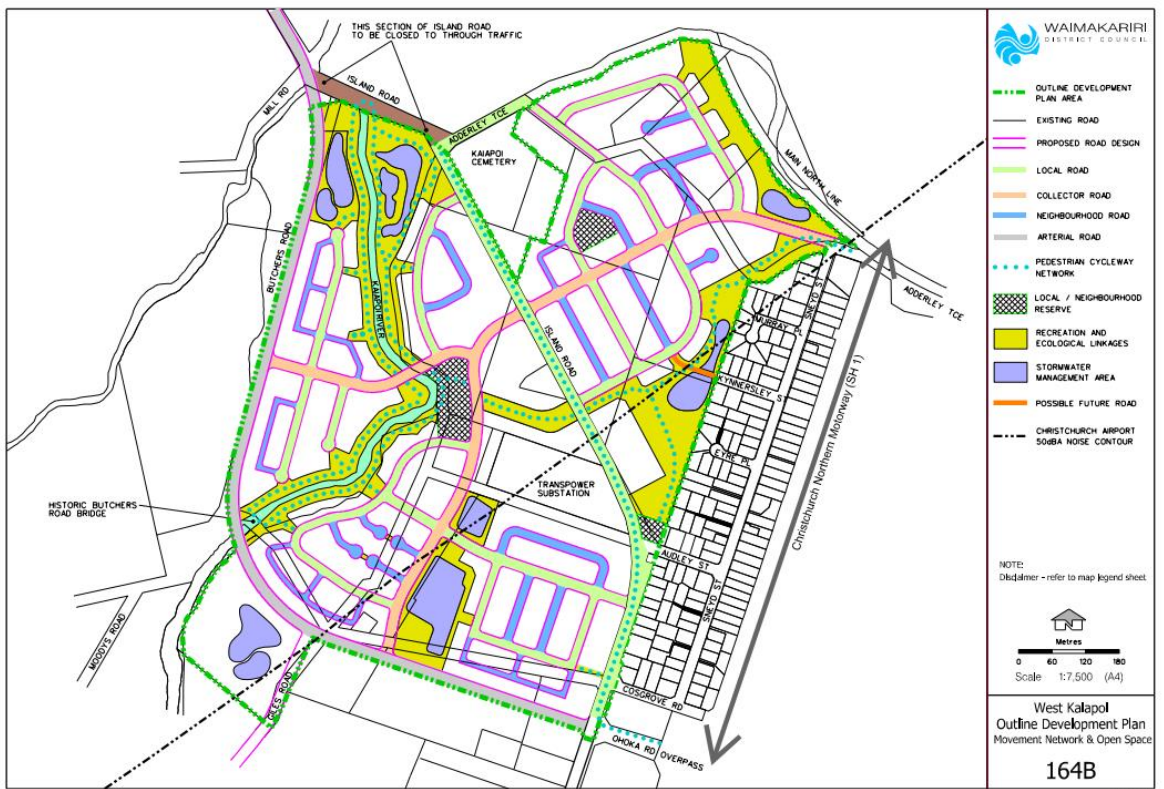 THIS SECTION OF ISLAND ROAD
TO BE CLOSED TO THROUGH TRAFFIC
MILL RD
ISLAND ROAD
ADDERLEY TCE
KAIAPOI
CEMETERY
MAIN NORTH LINE
BUTCHERS ROAD
KAIAPOI RIVER
ISLAND ROAD
ADDERLEY TCE
SNEYD ST
MURRAY PL
KYNNERSLEY ST
EYRE PL
Christchurch Northern Motorway (SH 1)
TRANSPOWER
SUBSTATION
HISTORIC BUTCHERS
ROAD BRIDGE
AUDLEY ST
SNEYD ST
MOODYS ROAD
GILES ROAD
COSGROVE RD
OHOKA RD OVERPASS
WAIMAKARIRI
DISTRICT COUNCIL
OUTLINE DEVELOPMENT
PLAN AREA
EXISTING ROAD
PROPOSED ROAD DESIGN
LOCAL ROAD
COLLECTOR ROAD
NEIGHBOURHOOD ROAD
ARTERIAL ROAD
PEDESTRIAN CYCLEWAY
NETWORK
LOCAL / NEIGHBOURHOOD
RESERVE
RECREATION AND
ECOLOGICAL LINKAGES
STORMWATER
MANAGEMENT AREA
POSSIBLE FUTURE ROAD
CHRISTCHURCH AIRPORT
50dBA NOISE CONTOUR
NOTE:
Disclaimer - refer to map legend sheet
Metres
0 60 120 180
Scale 1:7,500 (A4)
West Kaiapoi
Outline Development Plan
Movement Network & Open Space
164B